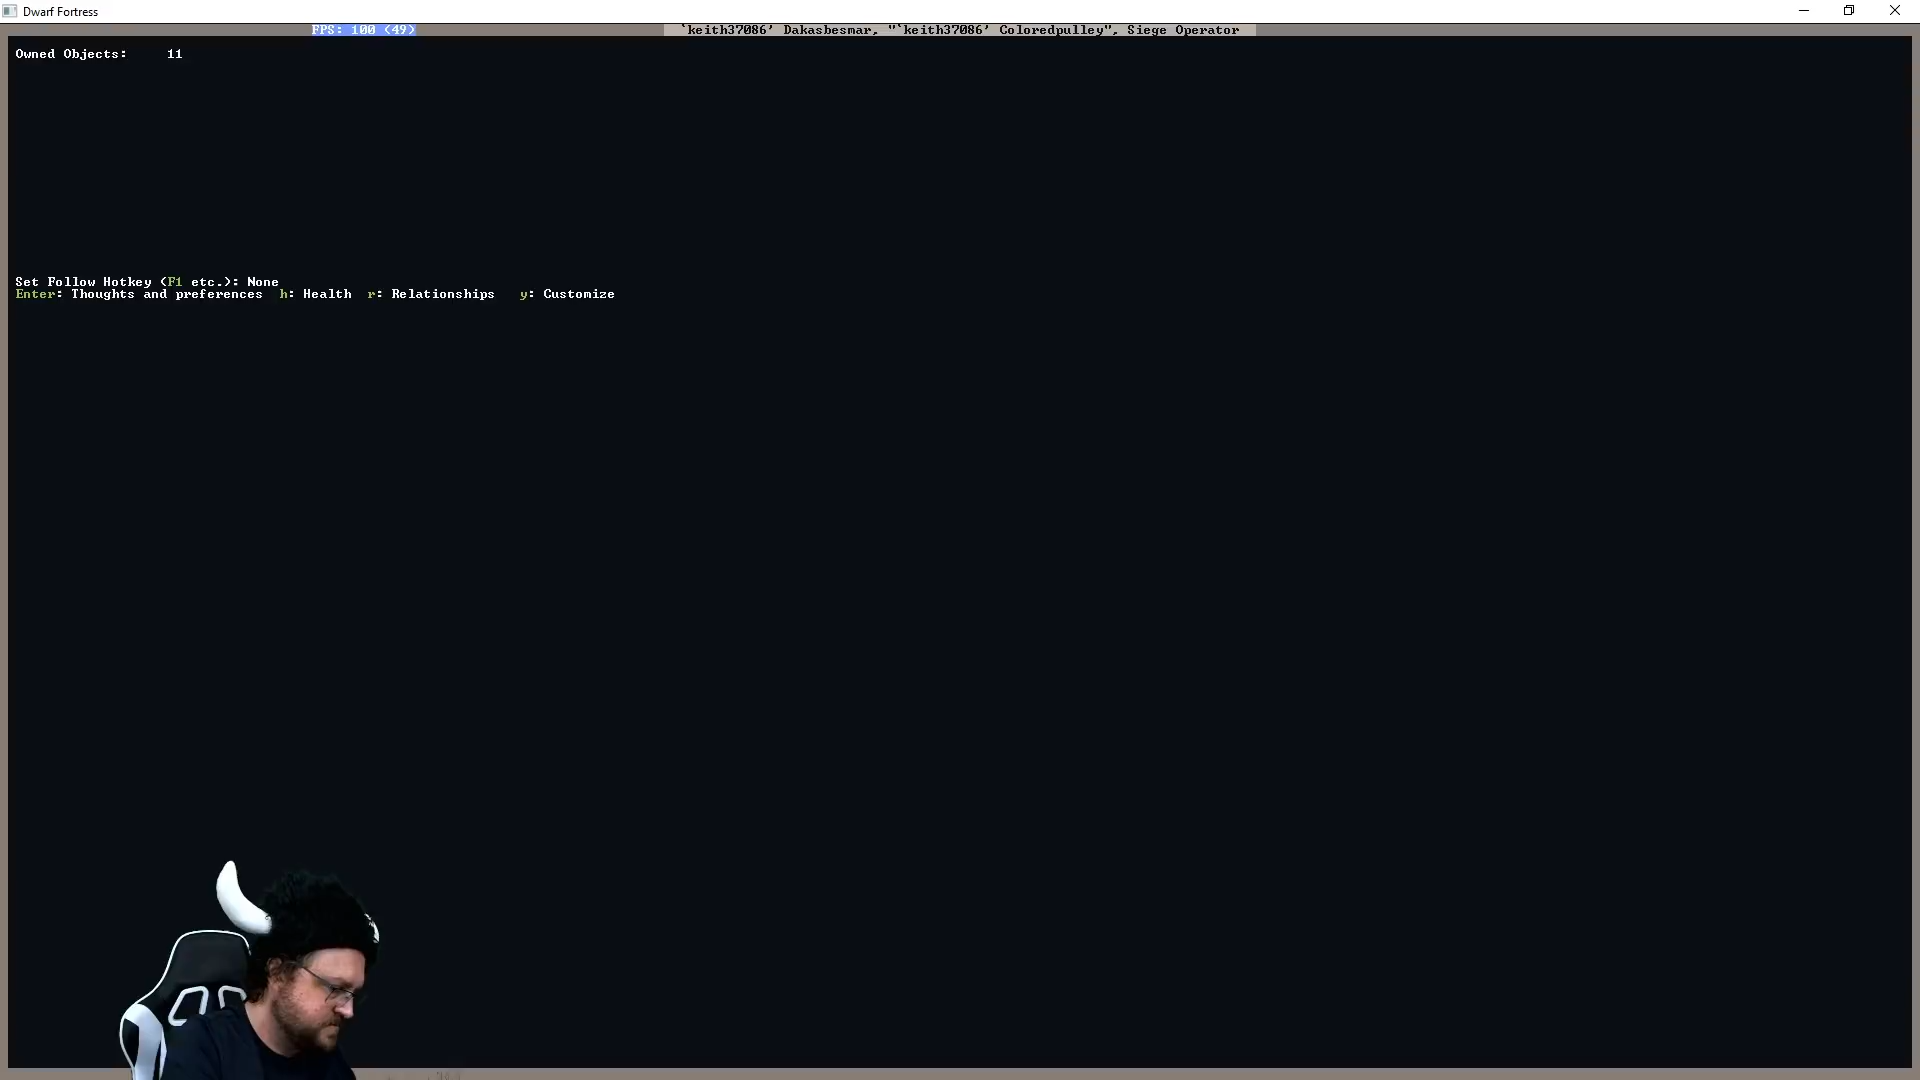 Dwarf Fortress
FPS: 100 (49)
`keith37086' Dakasbesmar, "`keith37086' Coloredpulley", Siege Operator
Owned Objects: 11
Set Follow Hotkey (F1 etc.): None
Enter: Thoughts and preferences h: Health r: Relationships y: Customize